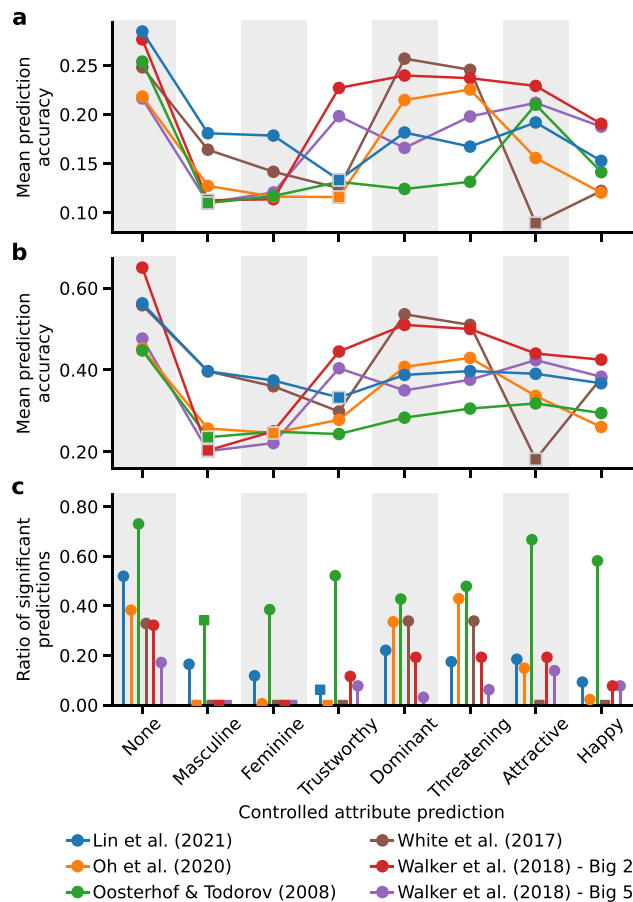 a
0.25
0.20
0.15
0.10
Mean prediction
accuracy
b
0.60
0.40
0.20
Mean prediction
accuracy
c
0.80
0.60
0.40
0.20
0.00
Ratio of significant
predictions
None
Masculine
Feminine
Trustworthy
Dominant
Threatening
Attractive
Happy
Controlled attribute prediction
Lin et al. (2021)
Oh et al. (2020)
Oosterhof & Todorov (2008)
White et al. (2017)
Walker et al. (2018) - Big 2
Walker et al. (2018) - Big 5